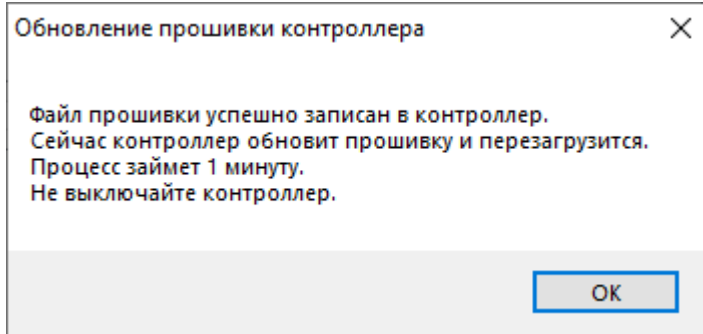 Обновление прошивки контроллера
Файл прошивки успешно записан в контроллер.
Сейчас контроллер обновит прошивку и перезагрузится.
Процесс займет 1 минуту.
Не выключайте контроллер.
ОК